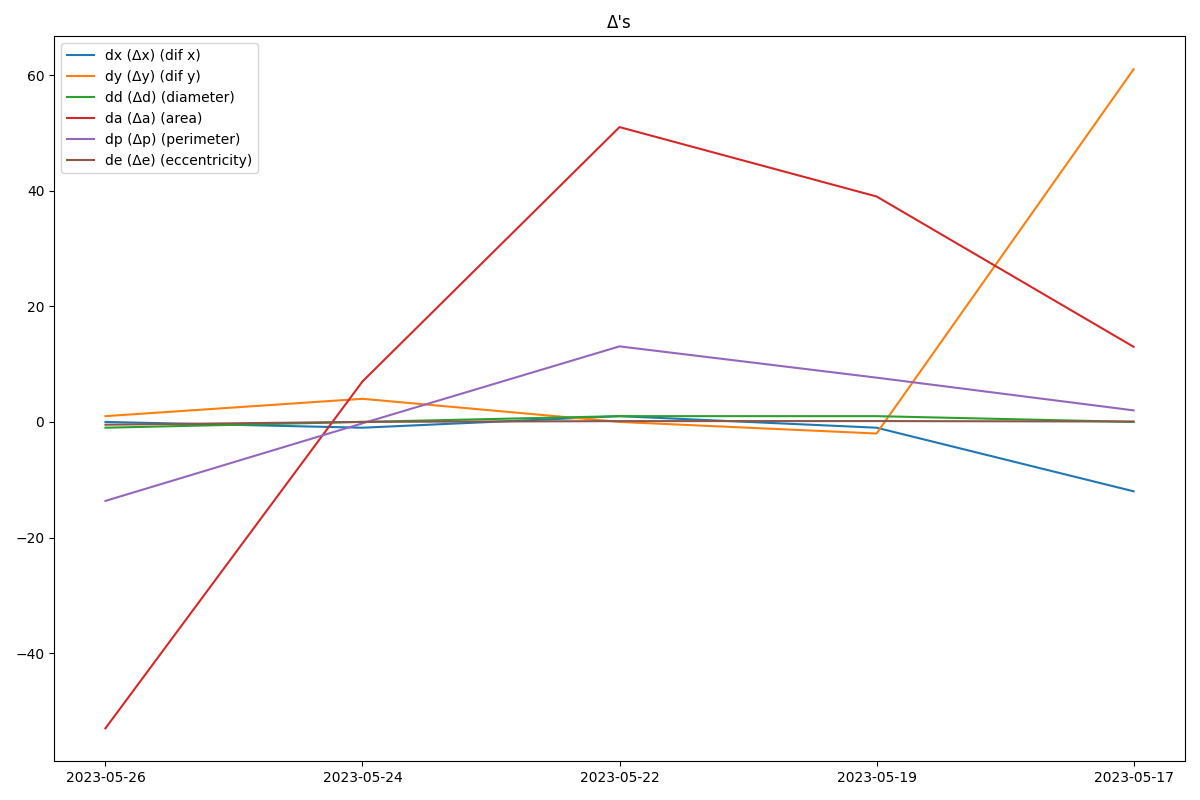 Δ's
dx (Δx) (dif x)
dy (Δy) (dif y)
dd (Δd) (diameter)
da (Δa) (area)
dp (Δp) (perimeter)
de (Δe) (eccentricity)
60
40
20
0
−20
−40
2023-05-26 2023-05-24 2023-05-22 2023-05-19 2023-05-17